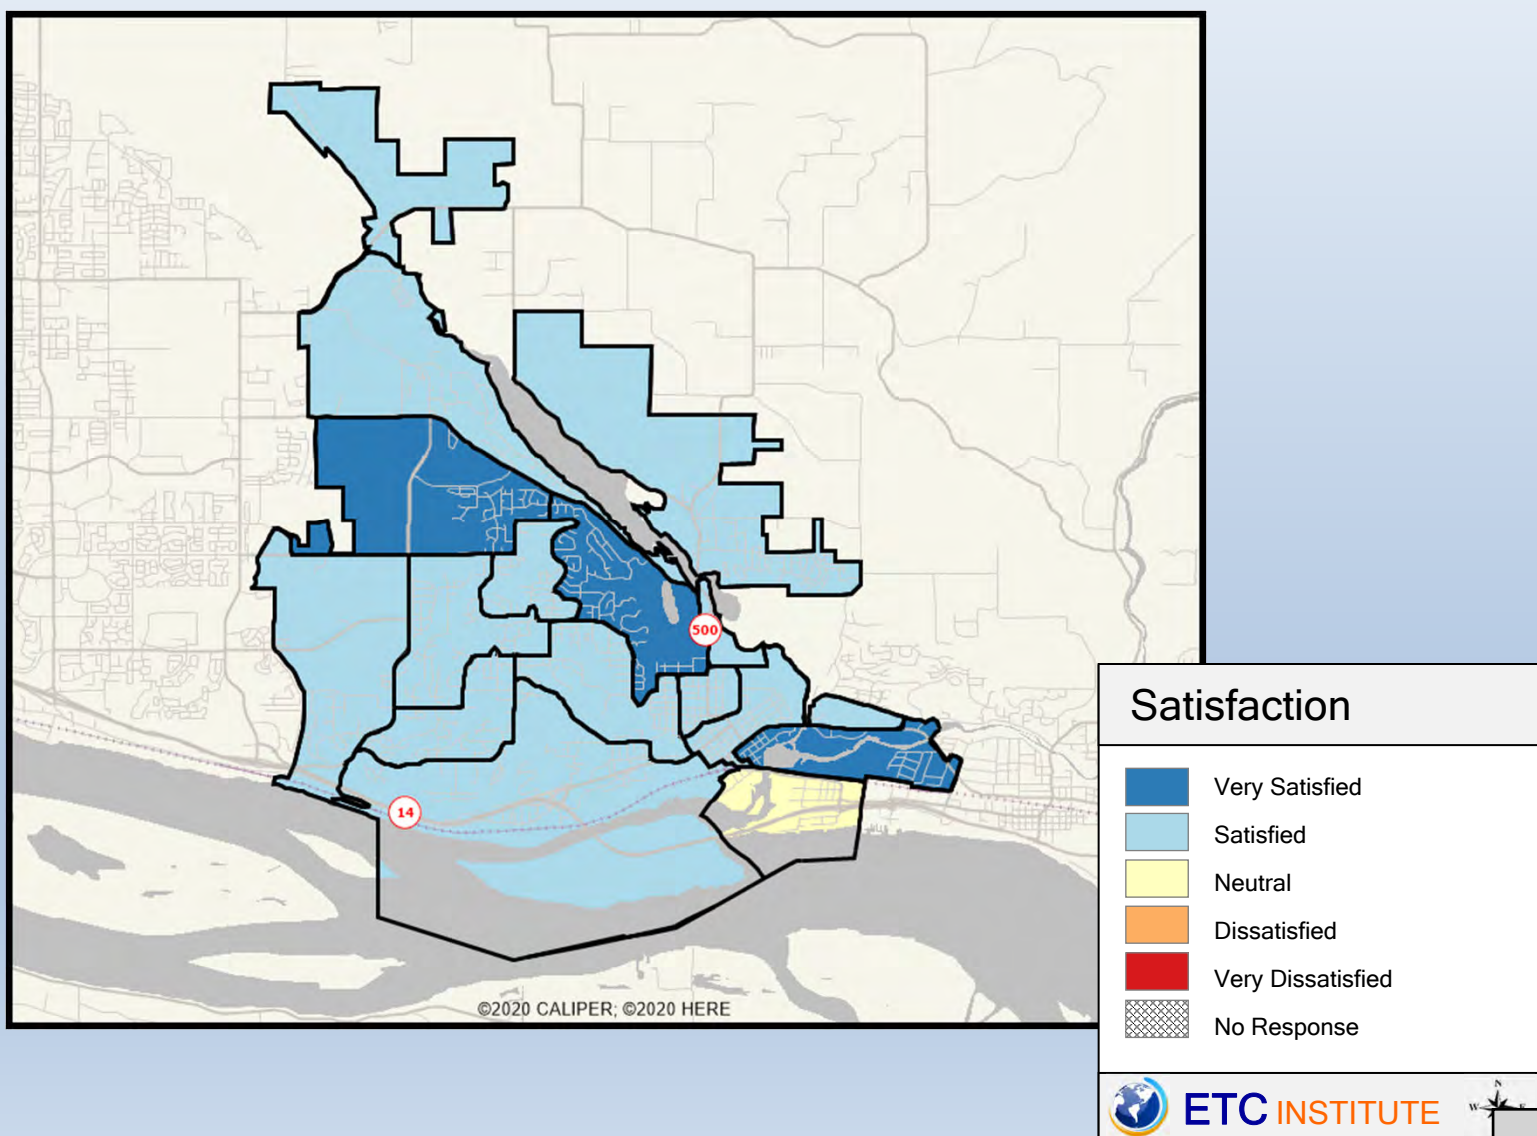 500
14
©2020 CALIPER; ©2020 HERE
Satisfaction
Very Satisfied
Satisfied
Neutral
Dissatisfied
Very Dissatisfied
No Response
ETC INSTITUTE
N
W E